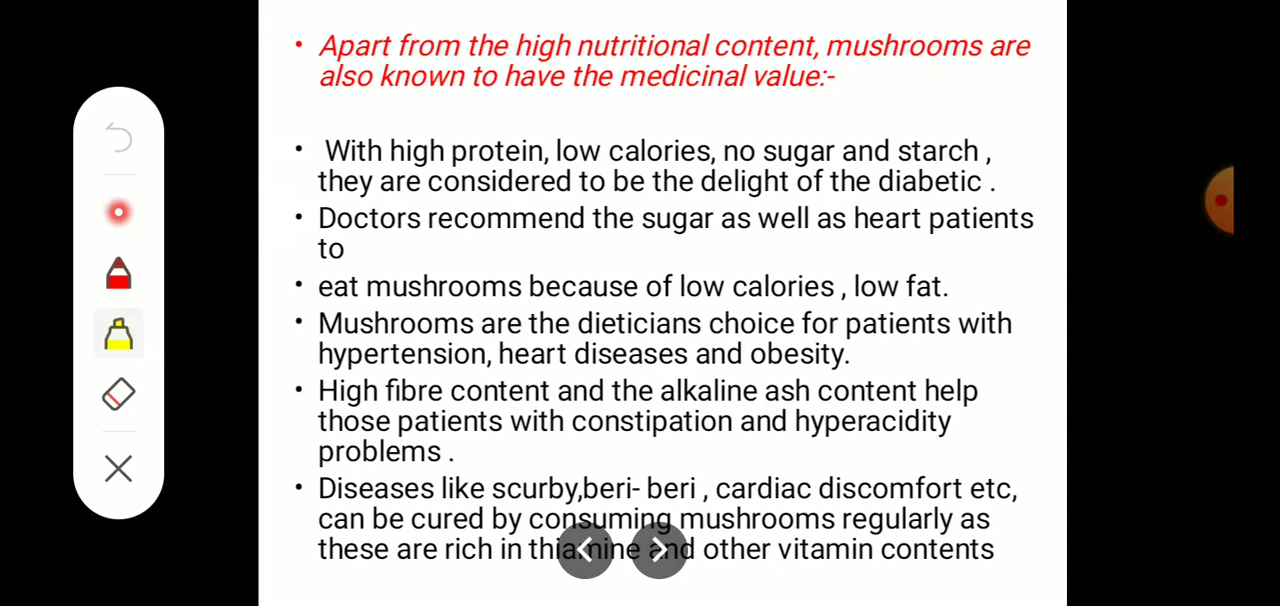 • Apart from the high nutritional content, mushrooms are
also known to have the medicinal value:-
• With high protein, low calories, no sugar and starch ,
they are considered to be the delight of the diabetic .
• Doctors recommend the sugar as well as heart patients
to
• eat mushrooms because of low calories , low fat.
• Mushrooms are the dieticians choice for patients with
hypertension, heart diseases and obesity.
• High fibre content and the alkaline ash content help
those patients with constipation and hyperacidity
problems .
• Diseases like scurby,beri- beri , cardiac discomfort etc,
can be cured by consuming mushrooms regularly as
these are rich in thiamine and other vitamin contents